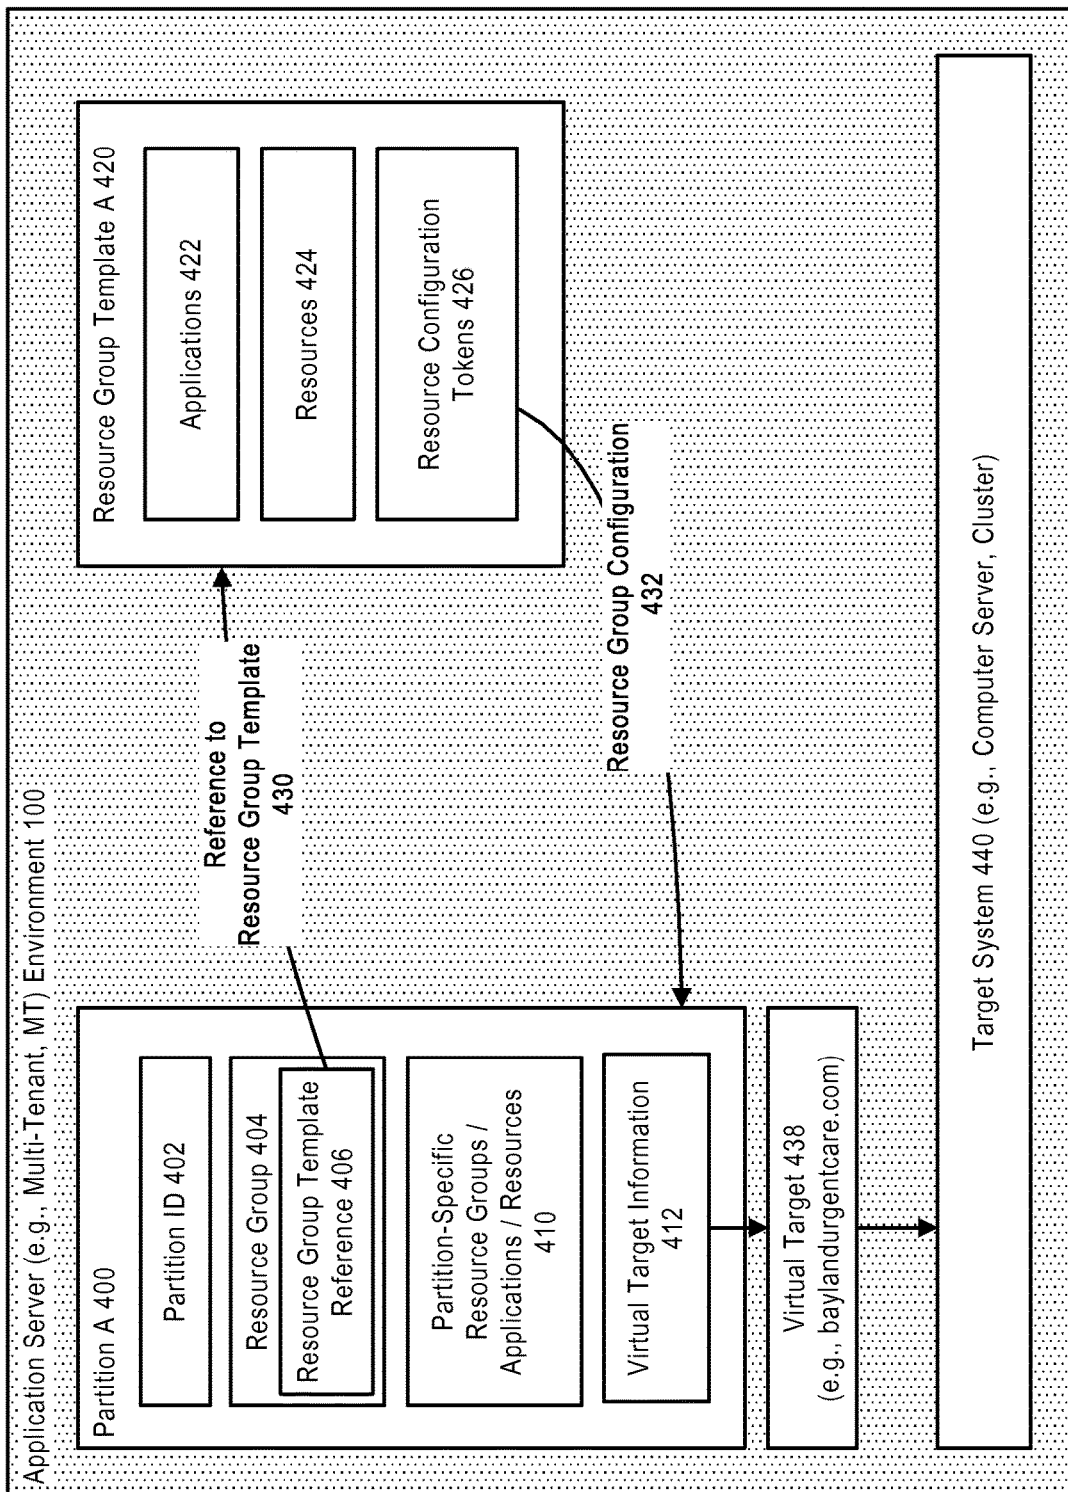 Application Server (e.g., Multi-Tenant, MT) Environment 100
Partition A 400
Partition ID 402
Resource Group 404
Resource Group Template
Reference 406
Partition-Specific
Resource Groups /
Applications / Resources
410
Virtual Target Information
412
Virtual Target 438
(e.g., baylandurgentcare.com)
Reference to
Resource Group Template
430
Resource Group Template A 420
Applications 422
Resources 424
Resource Configuration
Tokens 426
Resource Group Configuration
432
Target System 440 (e.g., Computer Server, Cluster)